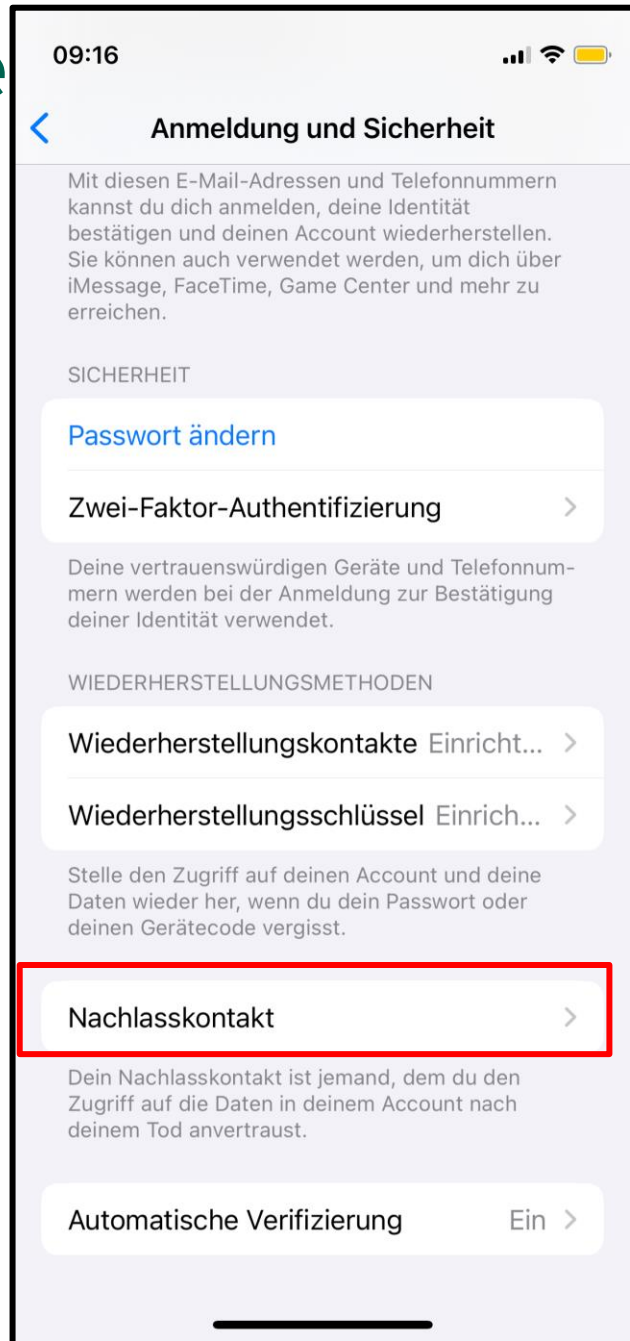 09:16
Anmeldung und Sicherheit
Mit diesen E-Mail-Adressen und Telefonnummern
kannst du dich anmelden, deine Identität
bestätigen und deinen Account wiederherstellen.
Sie können auch verwendet werden, um dich über
iMessage, FaceTime, Game Center und mehr zu
erreichen.
SICHERHEIT
Passwort ändern
Zwei-Faktor-Authentifizierung
Deine vertrauenswürdigen Geräte und Telefonnum-
mern werden bei der Anmeldung zur Bestätigung
deiner Identität verwendet.
WIEDERHERSTELLUNGSMETHODEN
Wiederherstellungskontakte Einricht...
Wiederherstellungsschlüssel Einrich...
Stelle den Zugriff auf deinen Account und deine
Daten wieder her, wenn du dein Passwort oder
deinen Gerätecode vergisst.
Nachlasskontakt
Dein Nachlasskontakt ist jemand, dem du den
Zugriff auf die Daten in deinem Account nach
deinem Tod anvertraust.
Automatische Verifizierung Ein